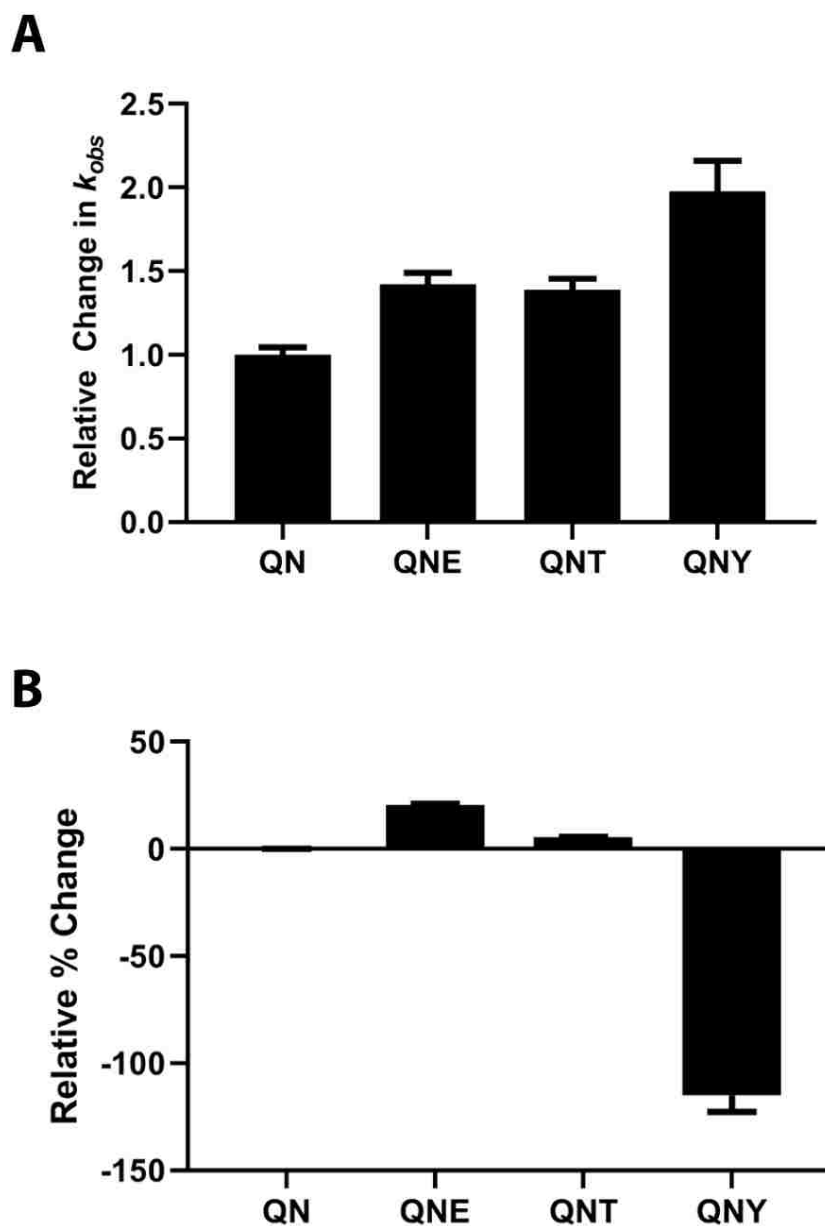 A
Relative Change in kobs
2.5
2.0
1.5
1.0
0.5
0.0
QN QNE QNT QNY
B
Relative % Change
50
0
-50
-100
-150
QN QNE QNT QNY